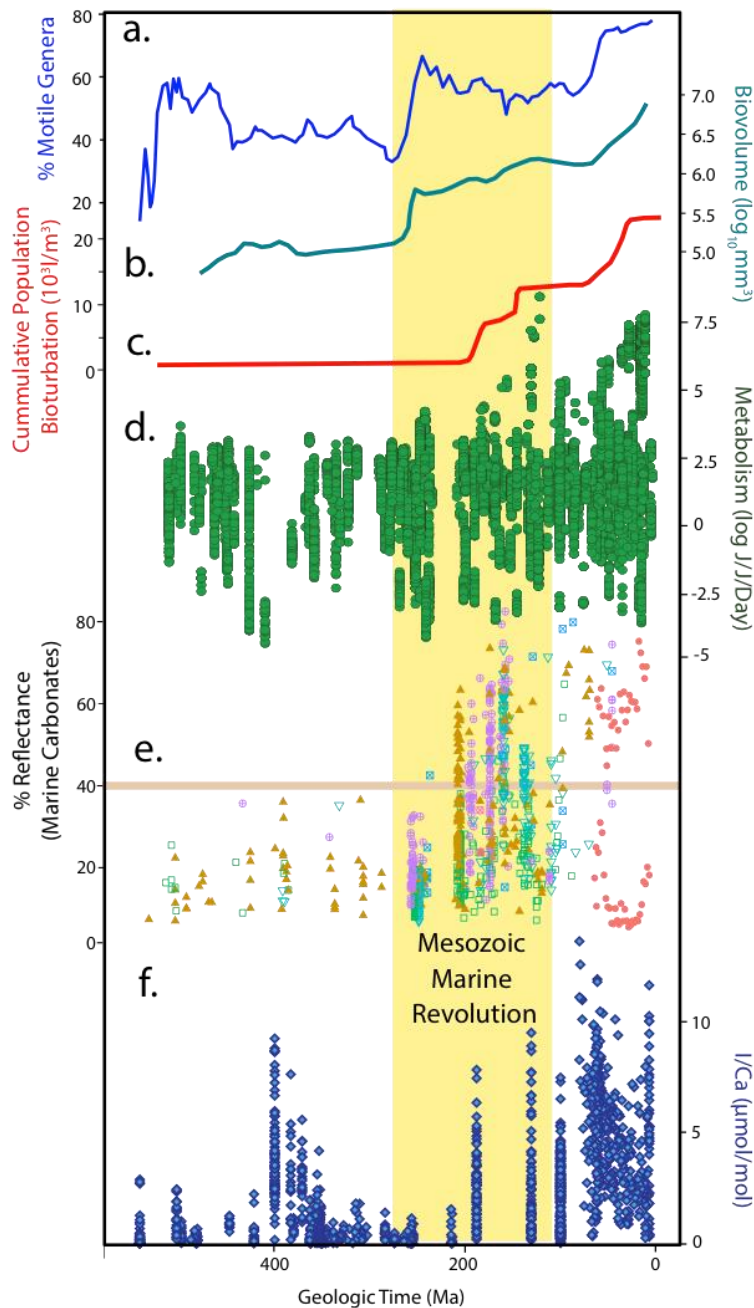 80
a.
% Motile Genera
60
40
20
7.0
6.5
6.0
5.5
5.0
Biovolume (log10 mm3)
20
b.
Cummulative Population
Bioturbation (10³I/m³)
10
c.
0
7.5
5
2.5
0
-2.5
-5
Metabolism (log J/J/Day)
d.
80
% Reflectance
(Marine Carbonates)
60
e.
40
20
0
Mesozoic
Marine
Revolution
f.
10
5
0
I/Ca (μmol/mol)
400
200
0
Geologic Time (Ma)